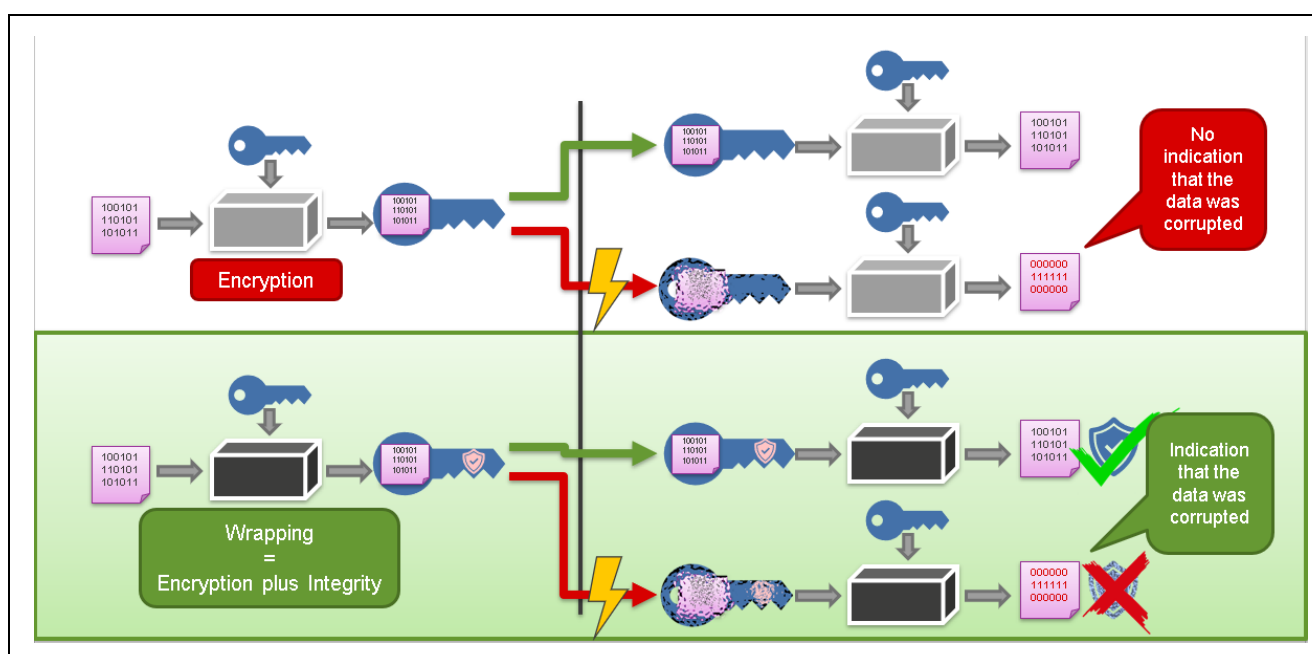 100101
110101
101011
Encryption
100101
110101
101011
100101
110101
101011
100101
110101
101011
No
indication
that the
data was
corrupted
000000
111111
000000
100101
110101
101011
Wrapping
=
Encryption plus Integrity
100101
110101
101011
100101
110101
101011
100101
110101
101011
Indication
that the
data was
corrupted
000000
111111
000000